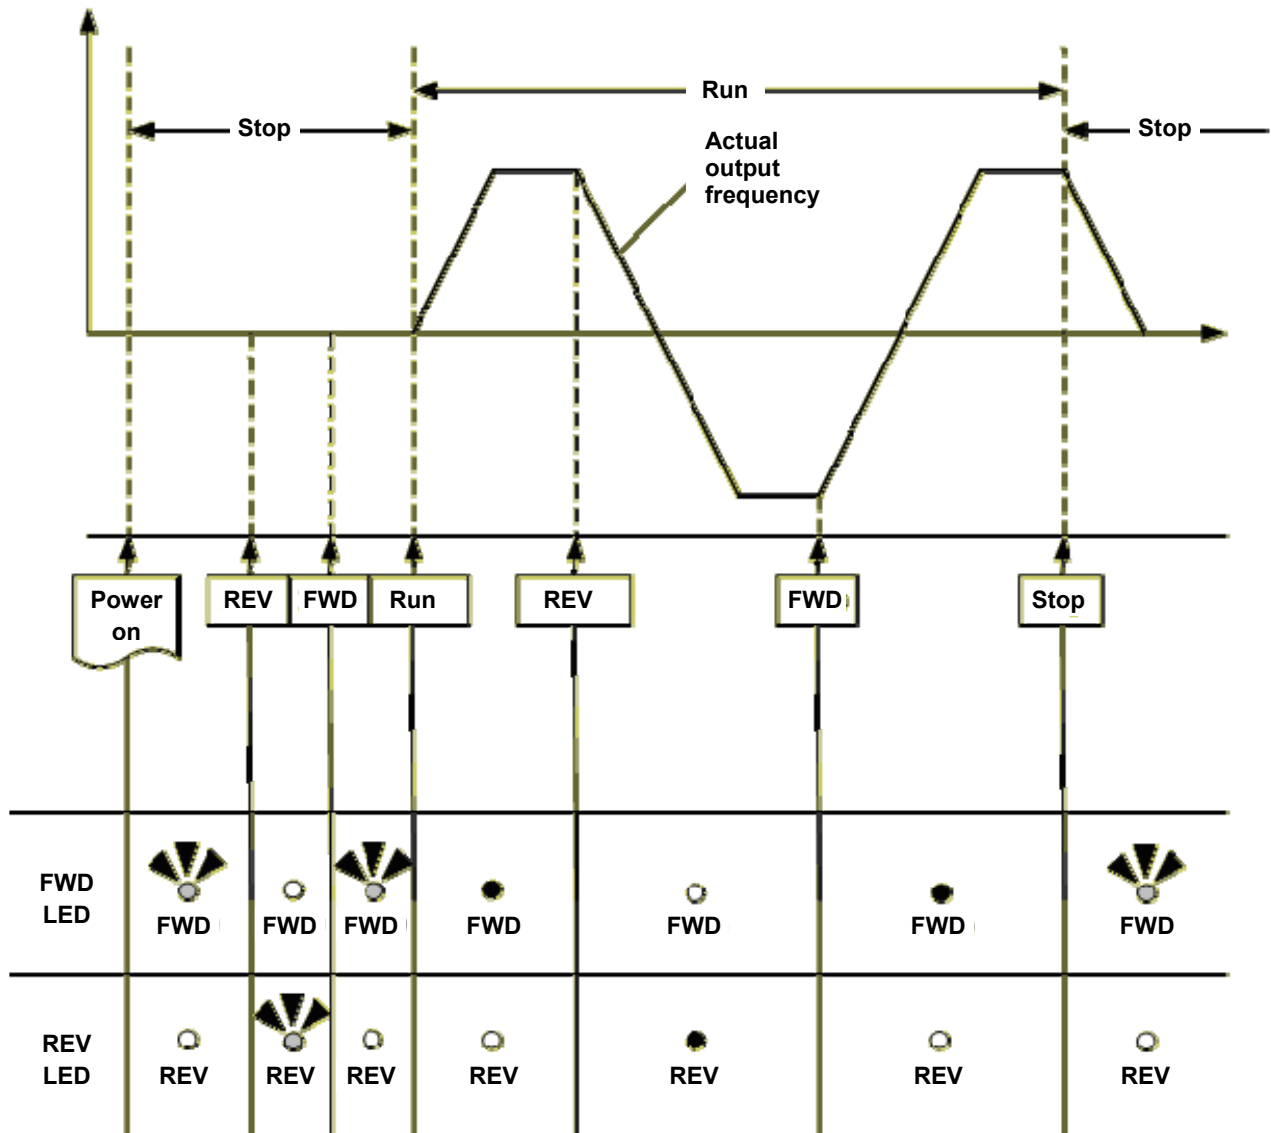 Run
Stop
Stop
Actual
output
frequency
Power
on
REV
FWD
Run
REV
FWD
Stop
FWD
LED
FWD
FWD
FWD
FWD
FWD
FWD
FWD
REV
LED
REV
REV
REV
REV
REV
REV
REV